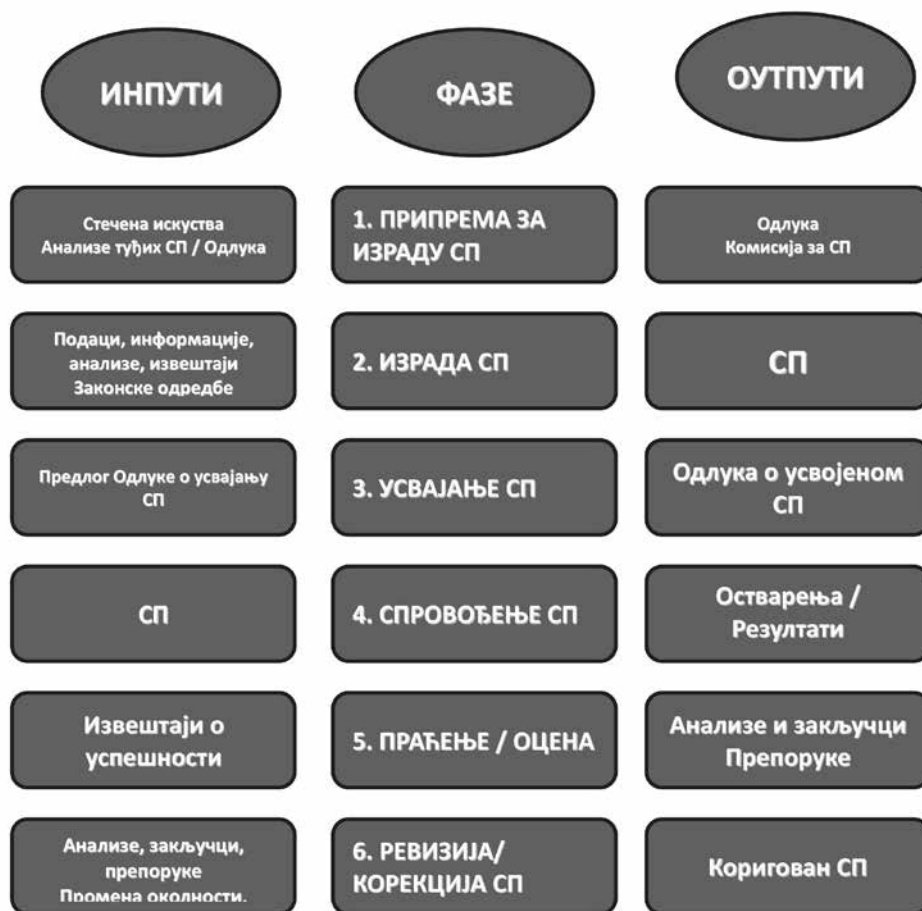 ИНПУТИ
ФАЗЕ
ОУТПУТИ
Стечена искуства
Анализе туђих СП / Одлука
1. ПРИПРЕМА ЗА
ИЗРАДУ СП
Одлука
Комисија за СП
Подаци, информације,
анализе, извештаји
Законске одредбе
2. ИЗРАДА СП
СП
Предлог Одлуке о усвајању
СП
3. УСВАЈАЊЕ СП
Одлука о усвојеном
СП
СП
4. СПРОВОЂЕЊЕ СП
Остварења /
Резултати
Извештаји о
успешности
5. ПРАЋЕЊЕ / ОЦЕНА
Анализе и закључци
Препоруке
Анализе, закључци,
препоруке
Промена околности.
6. РЕВИЗИЈА/
КОРЕКЦИЈА СП
Коригован СП